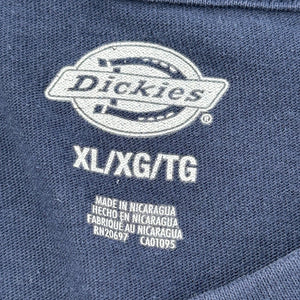 Dickies
®
XL/XG/TG
MADE IN NICARAGUA
HECHO EN NICARAGUA
FABRIQUÉ AU NICARAGUA
RN20697 CA01095